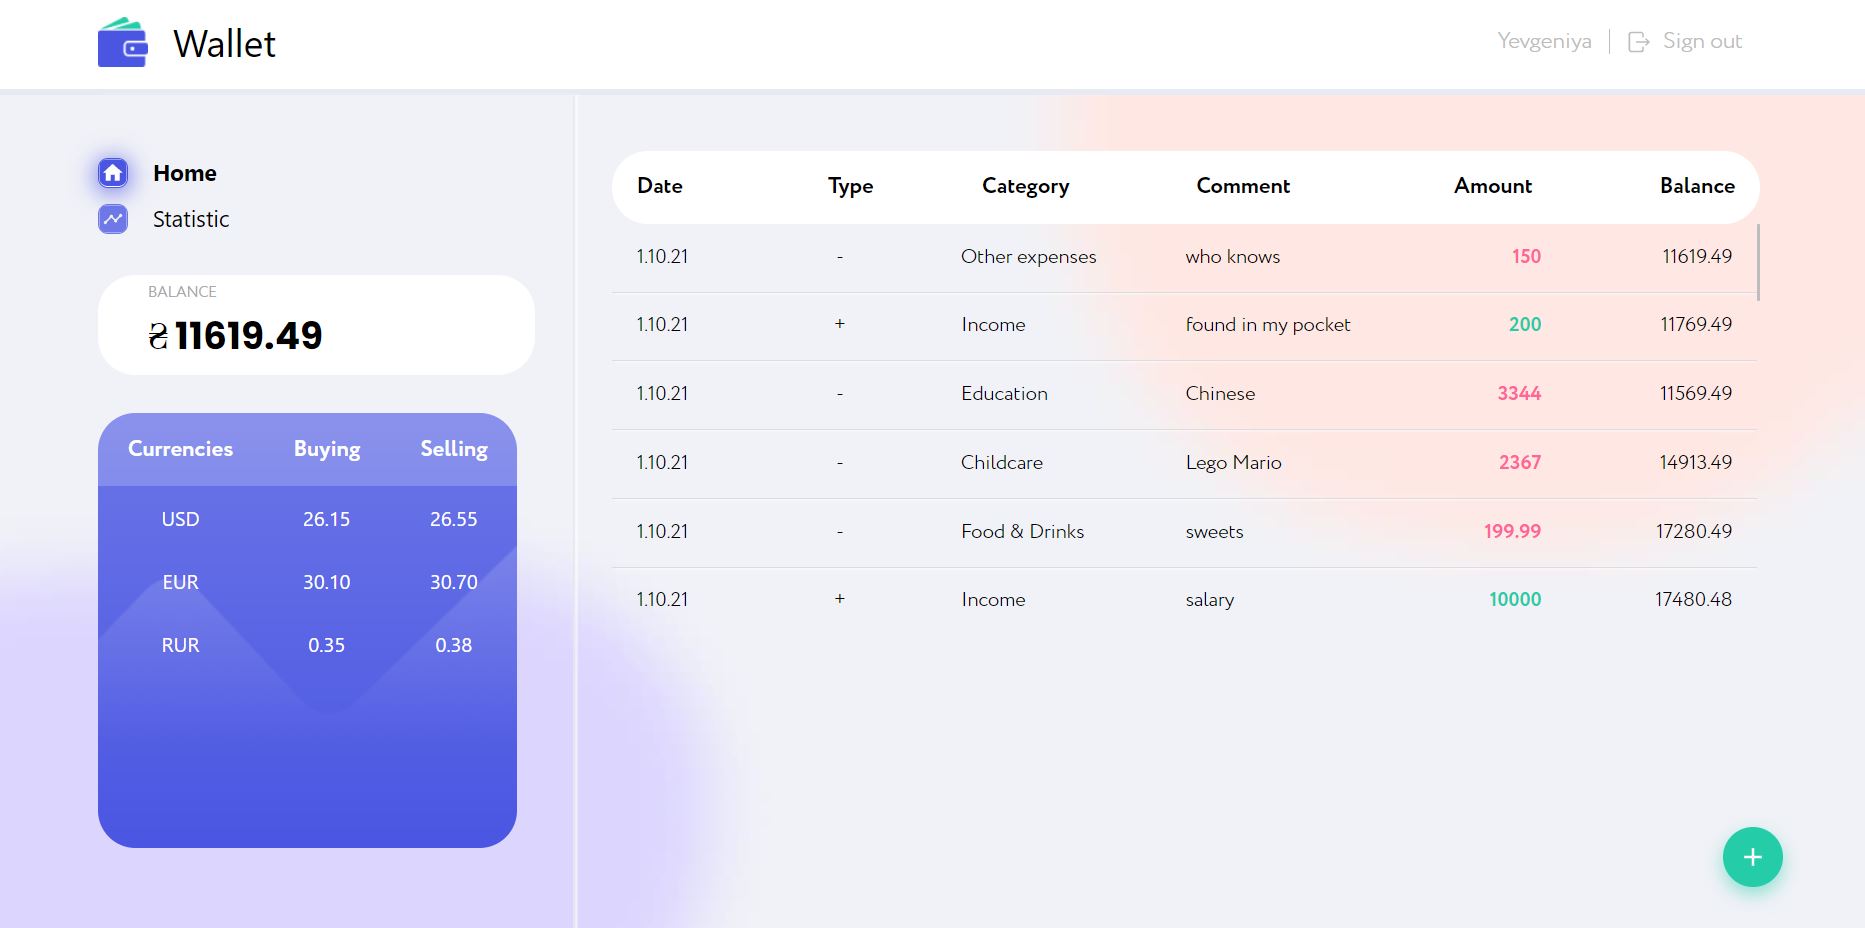 Wallet
Yevgeniya Sign out
Home
Statistic
BALANCE
₴ 11619.49
Currencies Buying Selling
USD 26.15 26.55
EUR 30.10 30.70
RUR 0.35 0.38
Date Type Category Comment Amount Balance
1.10.21 - Other expenses who knows 150 11619.49
1.10.21 + Income found in my pocket 200 11769.49
1.10.21 - Education Chinese 3344 11569.49
1.10.21 - Childcare Lego Mario 2367 14913.49
1.10.21 - Food & Drinks sweets 199.99 17280.49
1.10.21 + Income salary 10000 17480.48
+